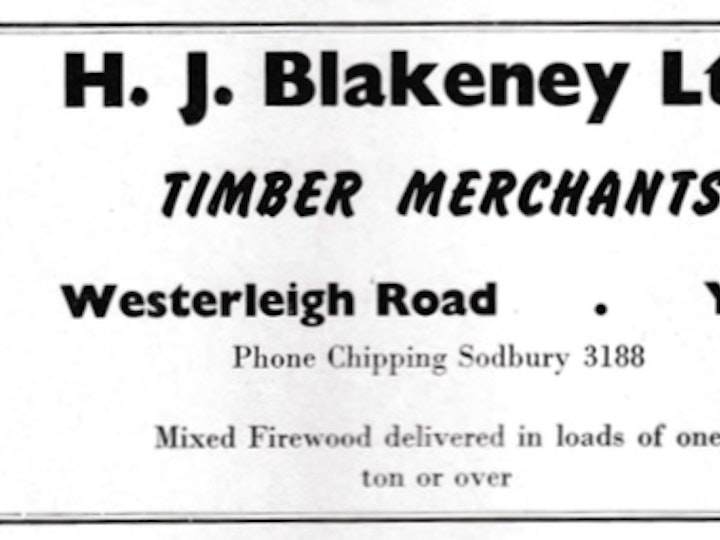 H. J. Blakeney Lt
TIMBER MERCHANTS
Westerleigh Road . Y
Phone Chipping Sodbury 3188
Mixed Firewood delivered in loads of one
ton or over